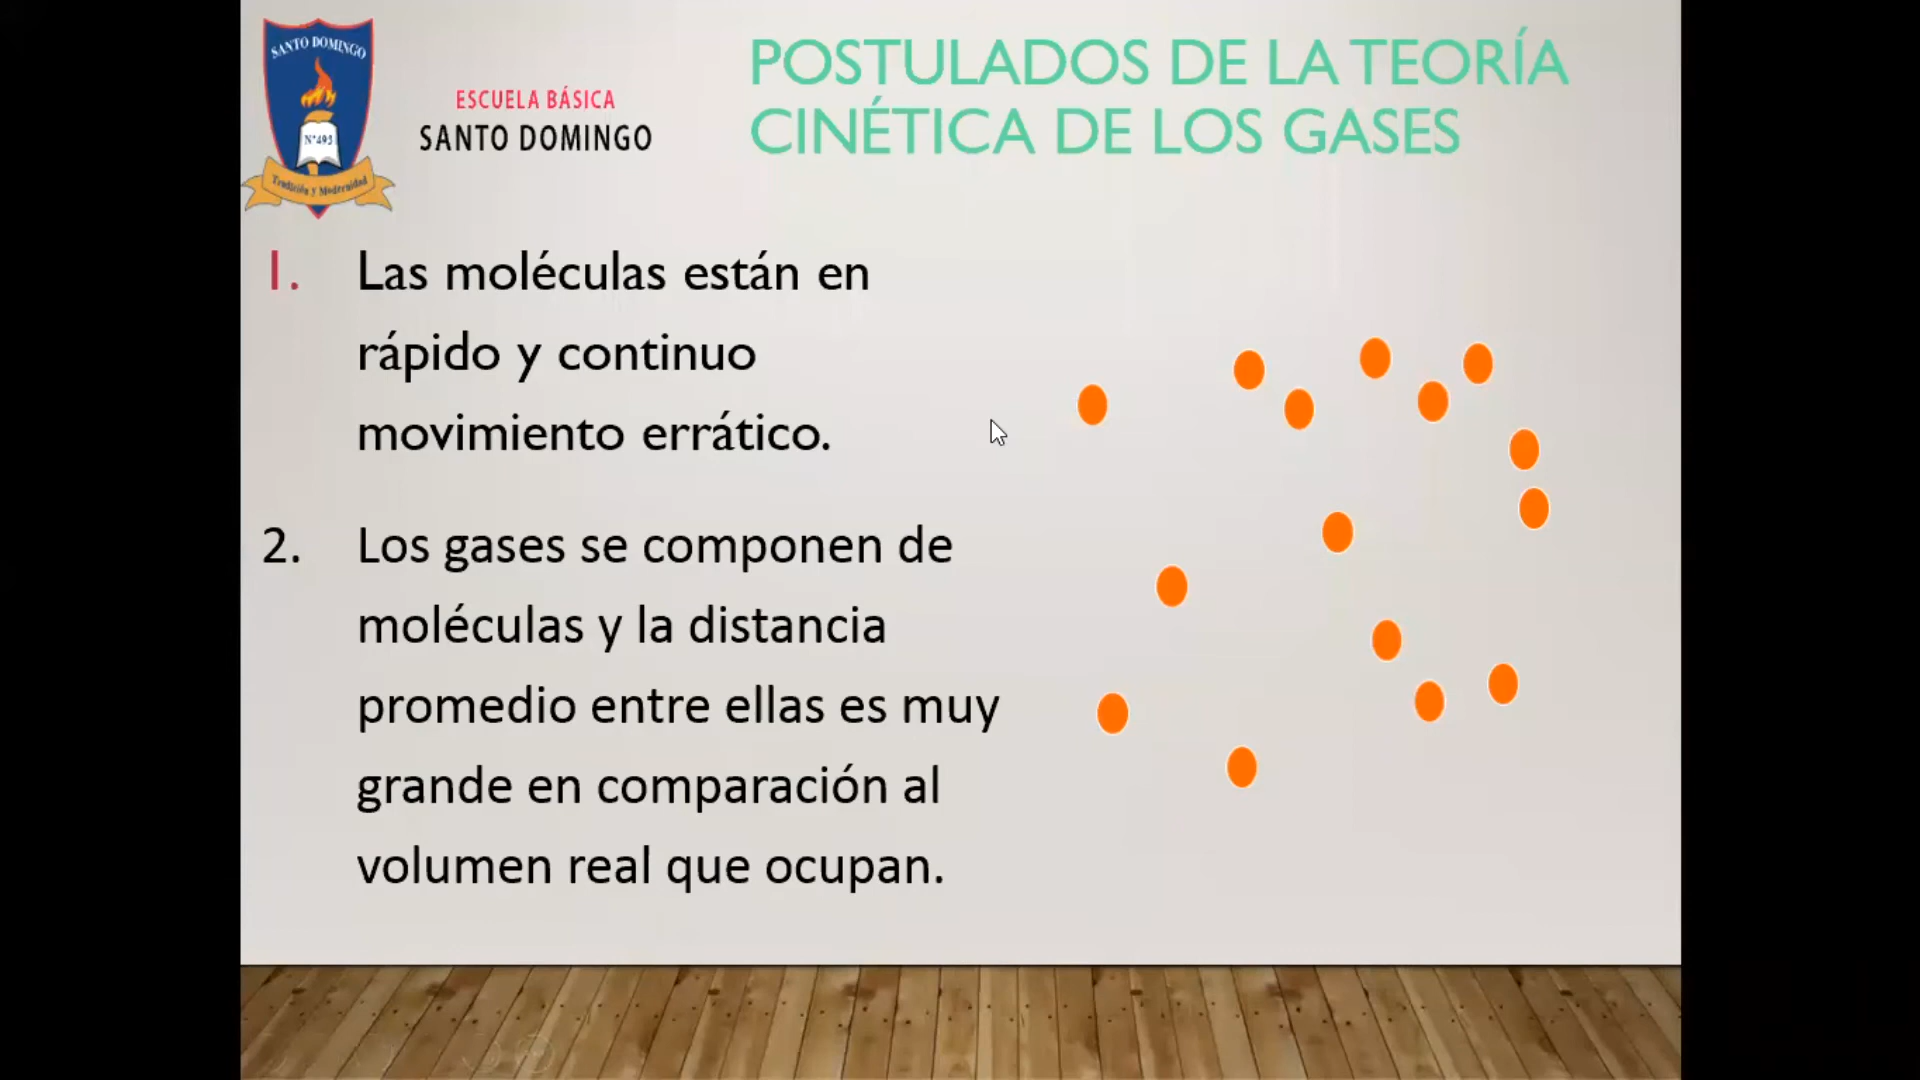 SANTO DOMINGO
N°493
Tradición y Modernidad
ESCUELA BÁSICA
SANTO DOMINGO
POSTULADOS DE LA TEORÍA
CINÉTICA DE LOS GASES
1. Las moléculas están en
rápido y continuo
movimiento errático.
2. Los gases se componen de
moléculas y la distancia
promedio entre ellas es muy
grande en comparación al
volumen real que ocupan.